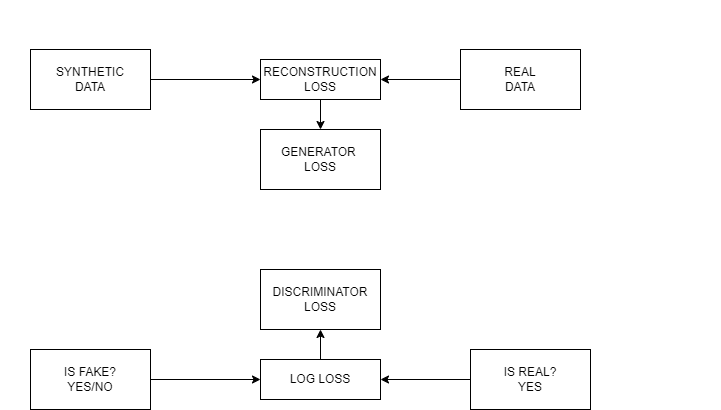 SYNTHETIC
DATA
RECONSTRUCTION
LOSS
REAL
DATA
GENERATOR
LOSS
DISCRIMINATOR
LOSS
IS FAKE?
YES/NO
LOG LOSS
IS REAL?
YES